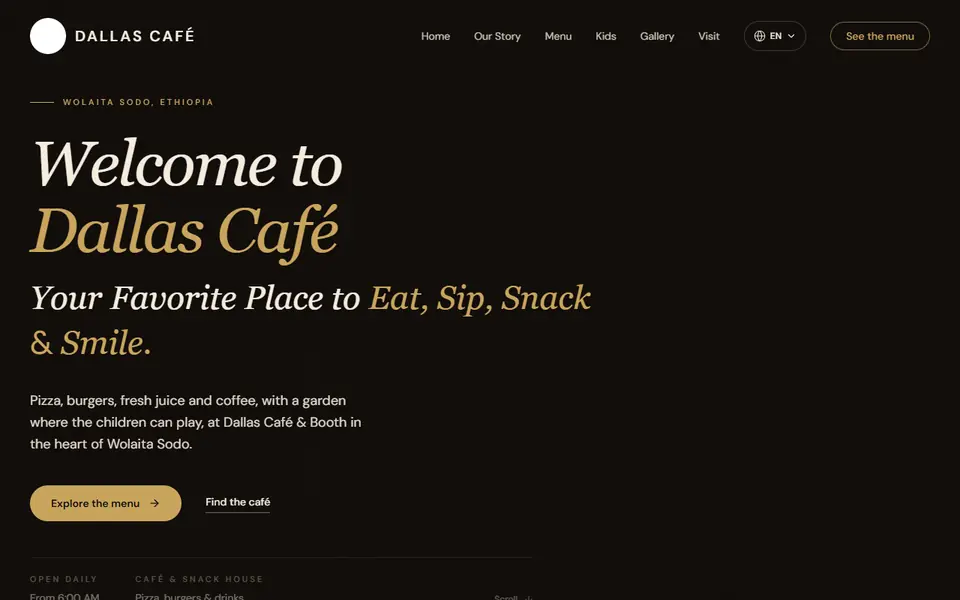 DALLAS CAFÉ
Home Our Story Menu Kids Gallery Visit EN See the menu
WOLAITA SODO, ETHIOPIA
Welcome to
Dallas Café
Your Favorite Place to Eat, Sip, Snack
& Smile.
Pizza, burgers, fresh juice and coffee, with a garden
where the children can play, at Dallas Café & Booth in
the heart of Wolaita Sodo.
Explore the menu → Find the café
OPEN DAILY CAFÉ & SNACK HOUSE
From 6:00 AM Pizza, burgers & drinks Scroll ↓